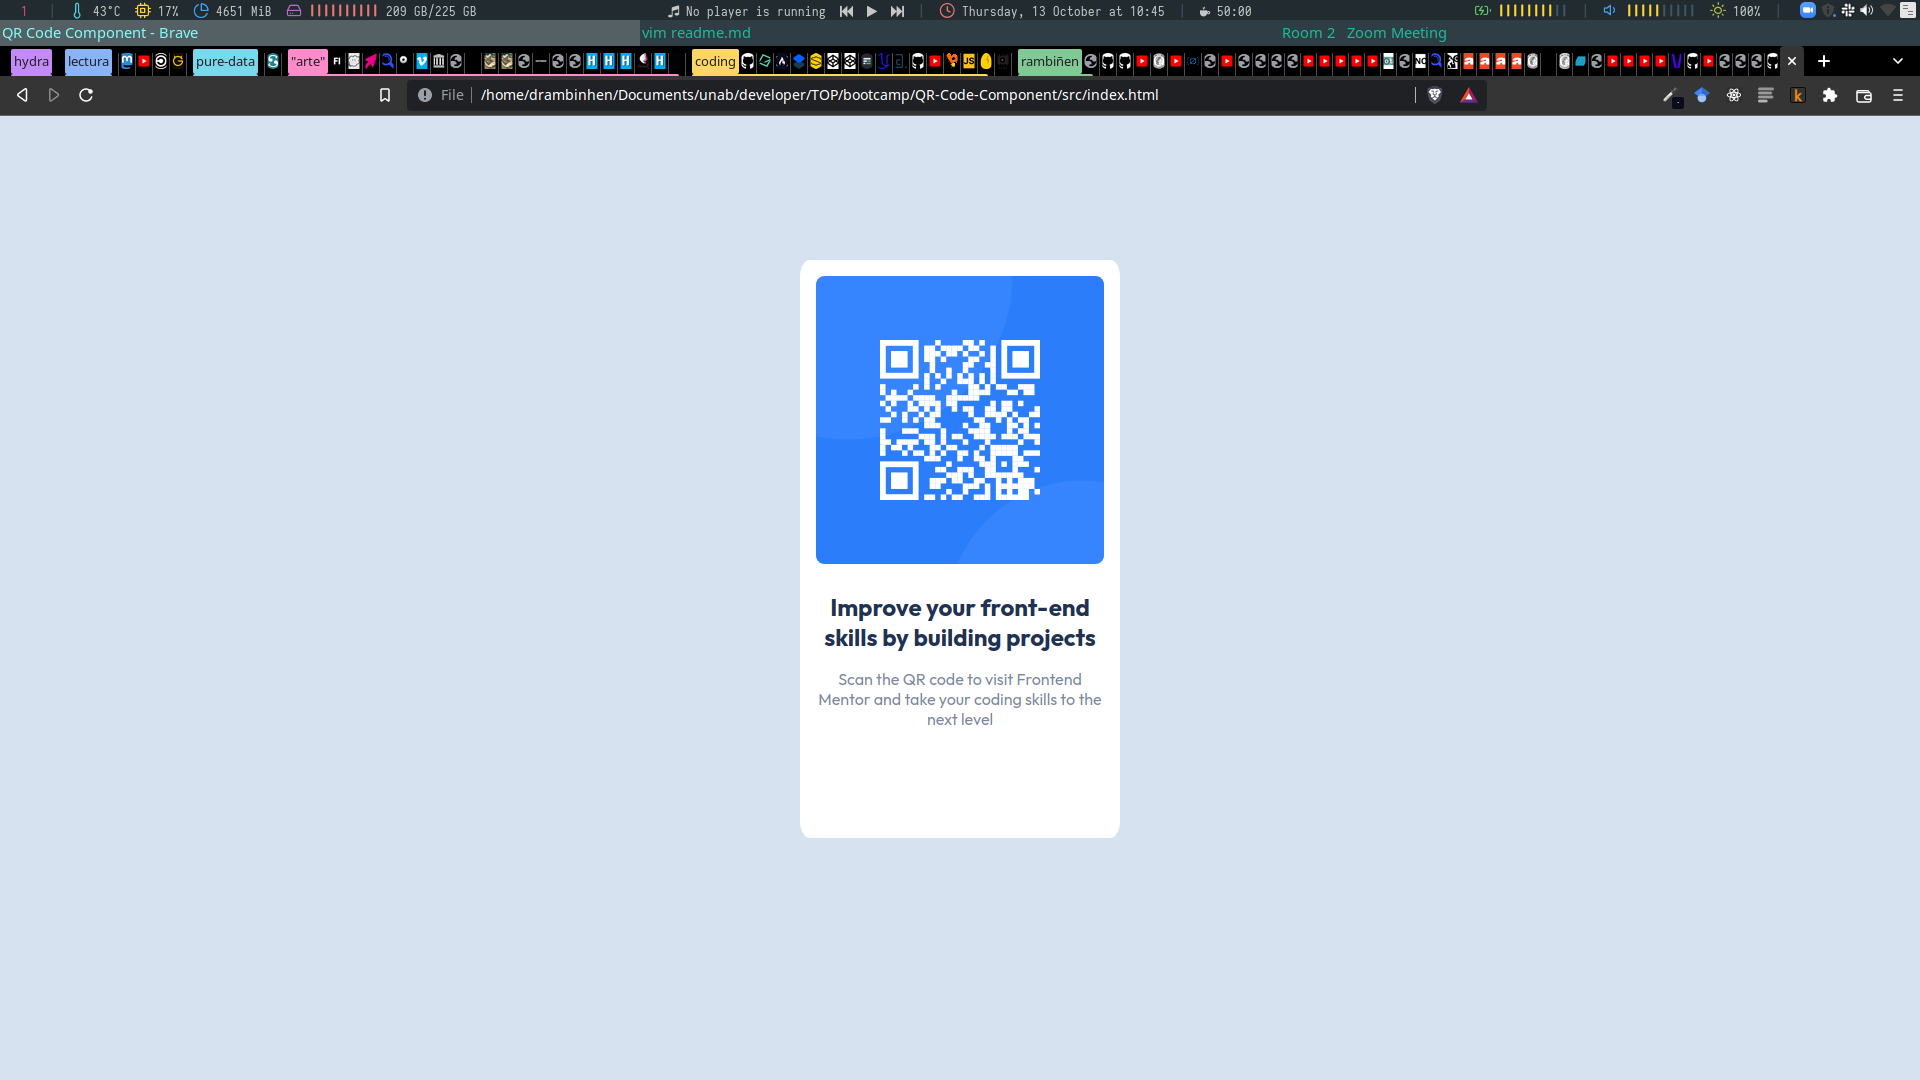 1 43°C 17% 4651 MiB 209 GB/225 GB No player is running Thursday, 13 October at 10:45 50:00 100%
QR Code Component - Brave vim readme.md Room 2 Zoom Meeting
hydra lectura pure-data "arte" coding rambiñen
File /home/drambinhen/Documents/unab/developer/TOP/bootcamp/QR-Code-Component/src/index.html
Improve your front-end
skills by building projects
Scan the QR code to visit Frontend
Mentor and take your coding skills to the
next level